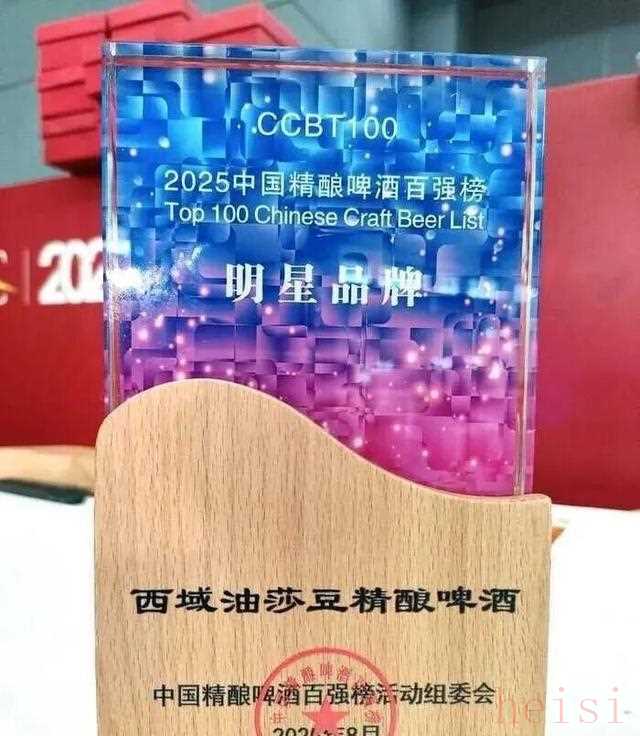 CCBT100
2025中国精酿啤酒百强榜
Top 100 Chinese Craft Beer List
明星品牌
202
西域油莎豆精酿啤酒
中国精酿啤酒百强榜活动组委会
heisi